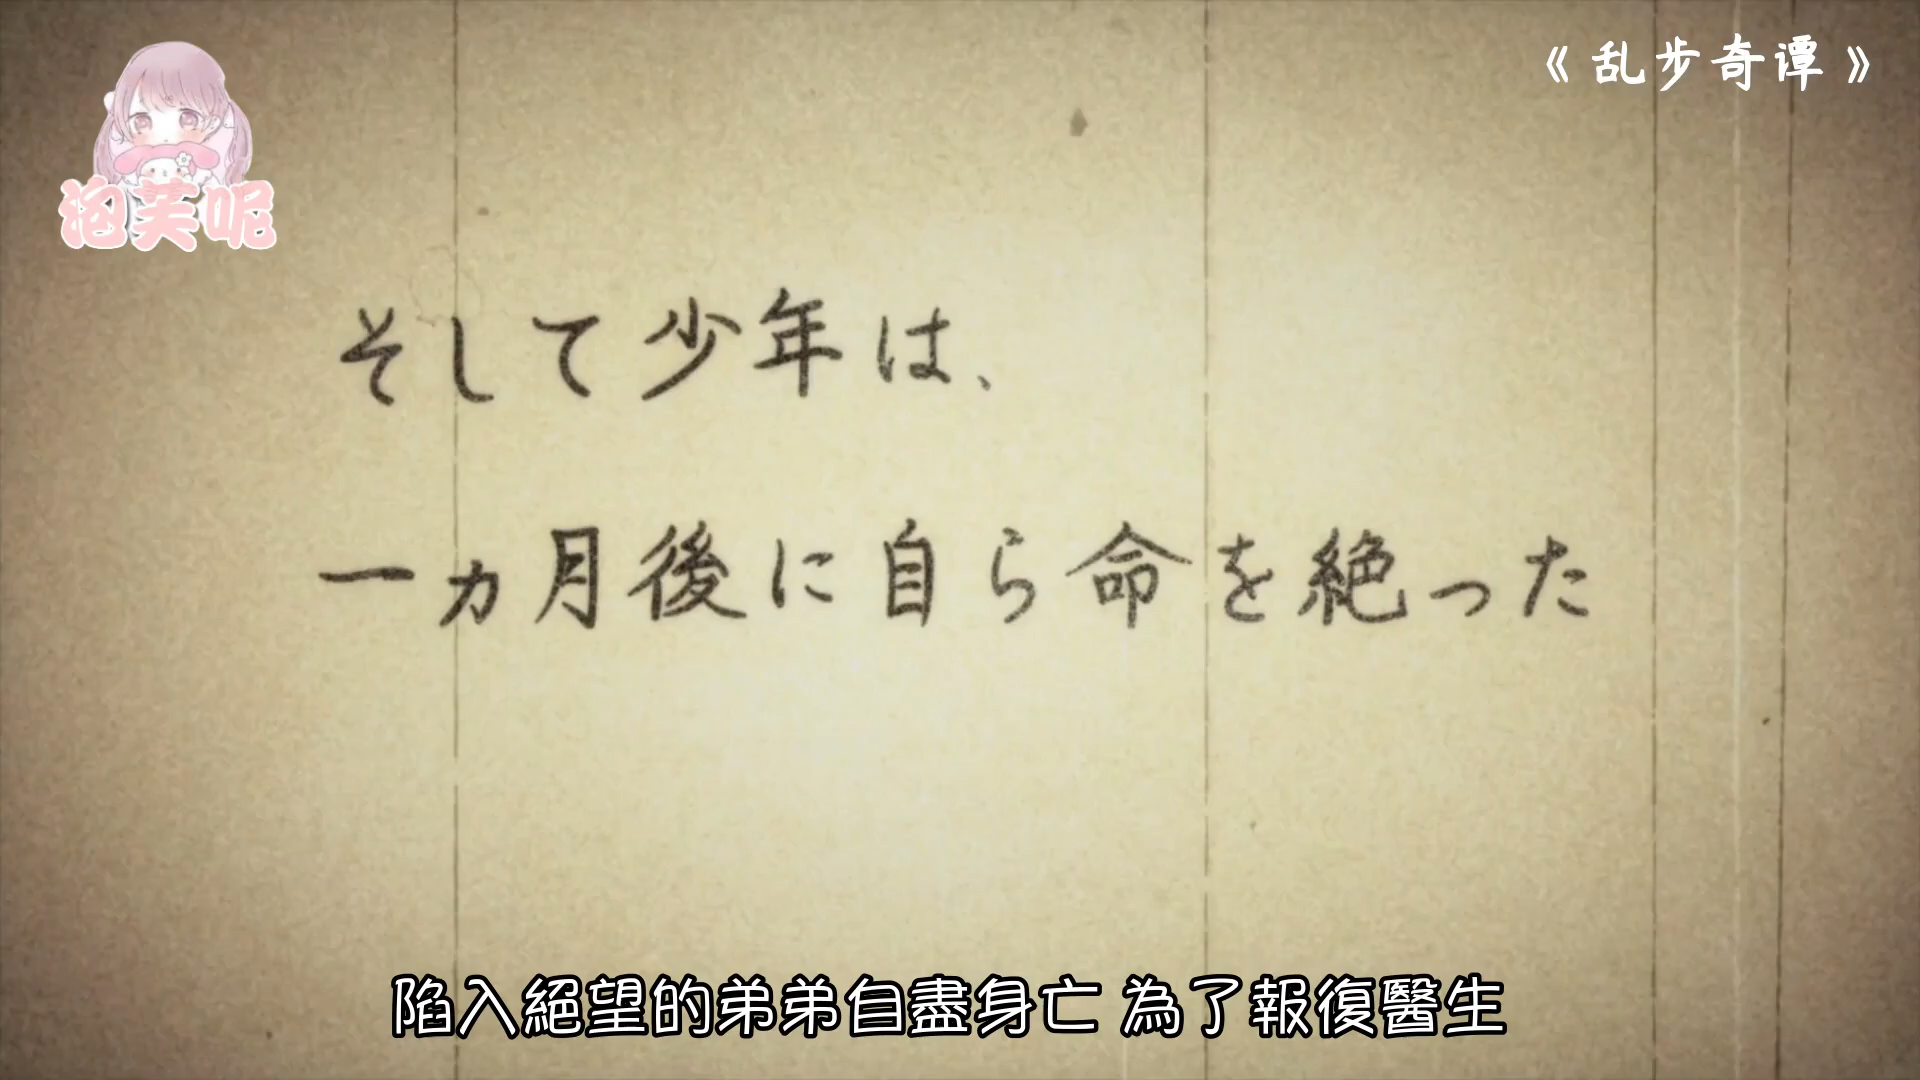 《乱步奇谭》
泡芙呢
そして少年は、
一ヵ月後に自ら命を絶った
陷入絕望的弟弟自盡身亡 為了報復醫生